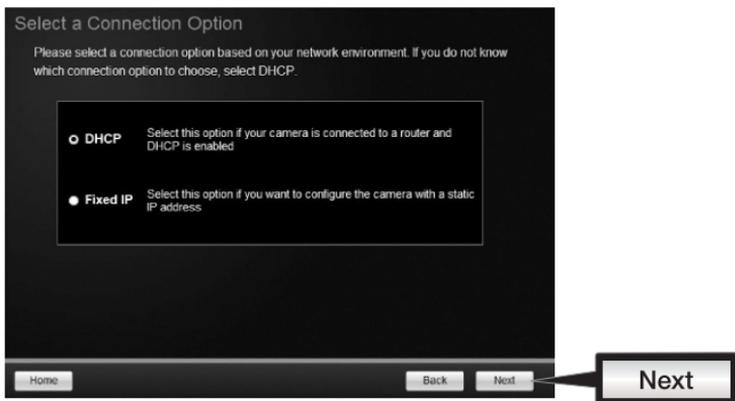 Select a Connection Option
Please select a connection option based on your network environment. If you do not know
which connection option to choose, select DHCP.
DHCP
Select this option if your camera is connected to a router and
DHCP is enabled
Fixed IP
Select this option if you want to configure the camera with a static
IP address
Home
Back
Next
Next